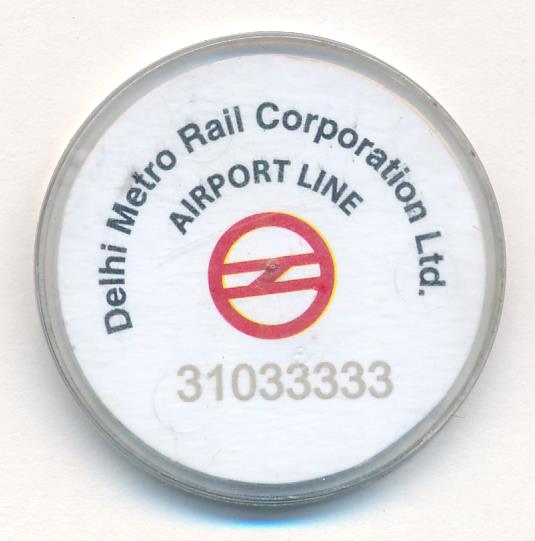 Delhi Metro Rail Corporation Ltd.
AIRPORT LINE
31033333